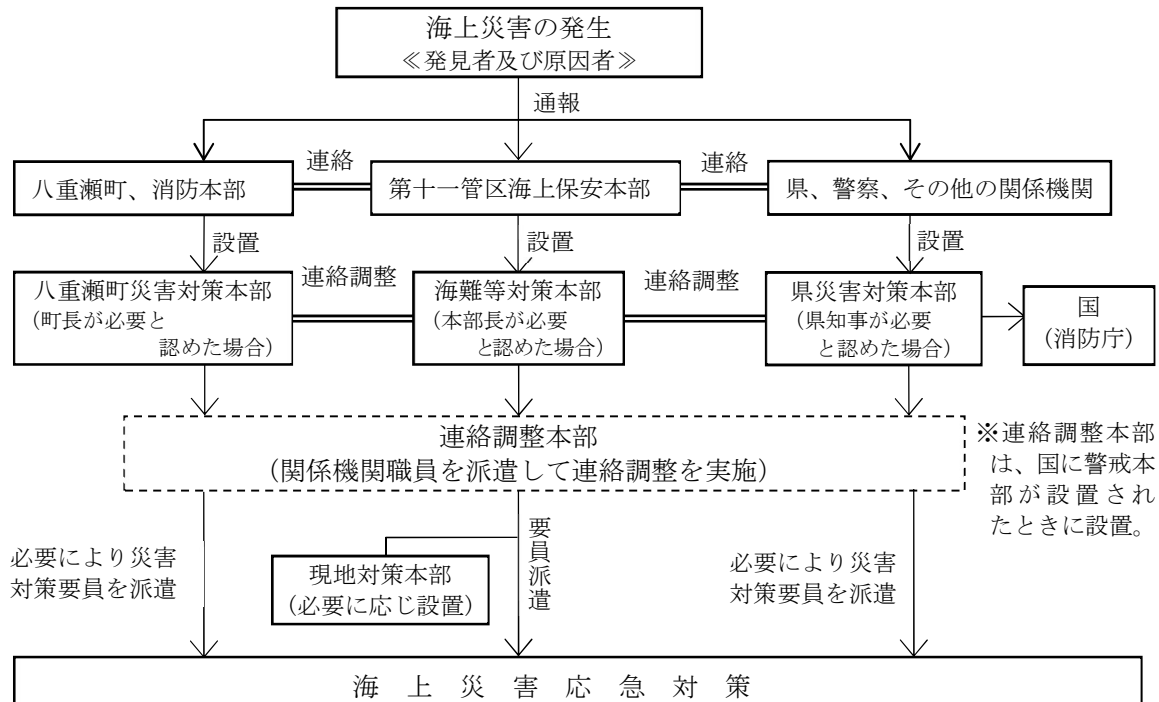 海上災害の発生
≪発見者及び原因者≫
通報
八重瀬町、消防本部
連絡
第十一管区海上保安本部
連絡
県、警察、その他の関係機関
設置
設置
設置
八重瀬町災害対策本部
(町長が必要と
認めた場合)
連絡調整
海難等対策本部
(本部長が必要
と認めた場合)
連絡調整
県災害対策本部
(県知事が必要
と認めた場合)
国
(消防庁)
連絡調整本部
(関係機関職員を派遣して連絡調整を実施)
※連絡調整本部
は、国に警戒本
部が設置され
たときに設置。
必要により災害
対策要員を派遣
現地対策本部
(必要に応じ設置)
要員派遣
必要により災害
対策要員を派遣
海上災害応急対策